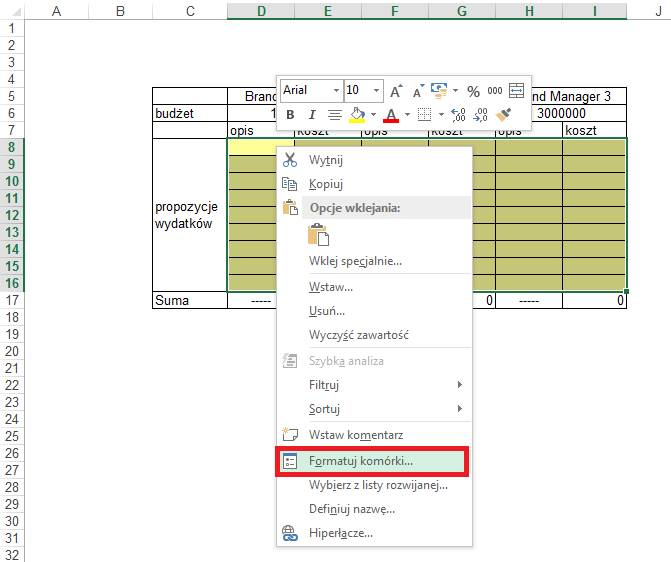 A B C D E F G H I J
1
2
3
4
Arial 10 A A % 000
5 Branc nd Manager 3
B I A ,00 ,0
6 budżet 1 3000000
7 opis koszt opis koszt opis koszt
8
Wytnij
9
10
Kopiuj
11
Opcje wklejania:
propozycje
12
wydatków
13
14
Wklej specjalnie...
15
16
Wstaw...
17 Suma ----- 0 ----- 0
Usuń...
18
19
Wyczyść zawartość
20
21
Szybka analiza
22
Filtruj
23
Sortuj
24
25
Wstaw komentarz
26
Formatuj komórki...
27
28
Wybierz z listy rozwijanej...
29
Definiuj nazwę...
30
31
Hiperłącze...
32